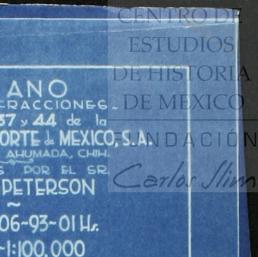 CENTRO DE
ESTUDIOS
DE HISTORIA
DE MEXICO
FUNDACIÓN
Carlos Slim
ANO
FRACCIONES.
37 y 44 de la
ORTE de MEXICO, S.A.
AHUMADA, CHIH.
POR EL SR.
PETERSON
06-93-01 Hs.
1:100,000